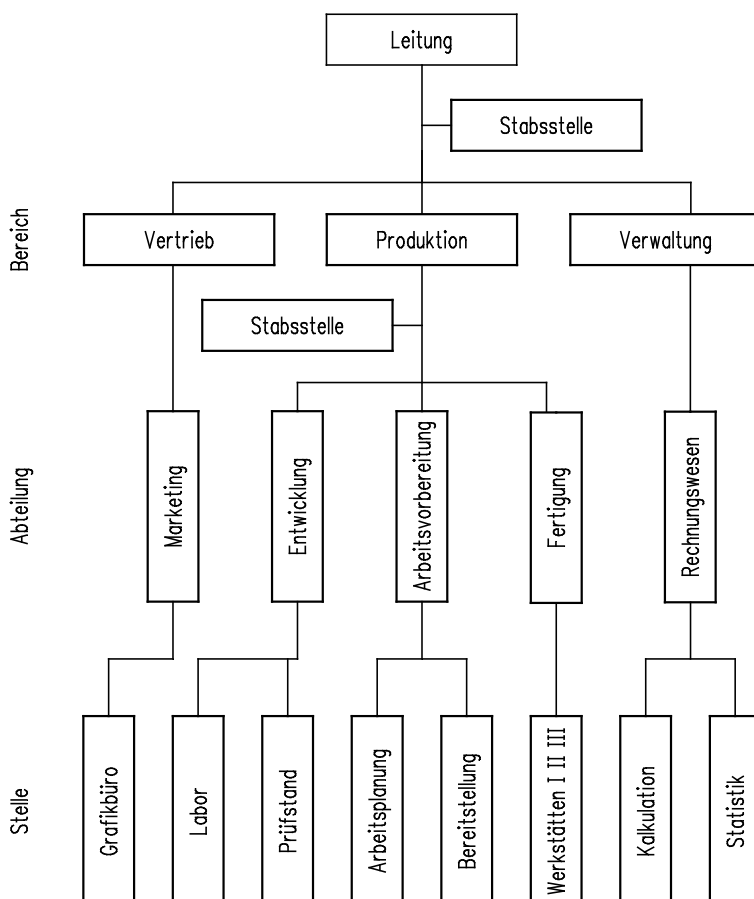 Leitung
Stabsstelle
Bereich
Vertrieb
Produktion
Verwaltung
Stabsstelle
Abteilung
Marketing
Entwicklung
Arbeitsvorbereitung
Fertigung
Rechnungswesen
Stelle
Grafikbüro
Labor
Prüfstand
Arbeitsplanung
Bereitstellung
Werkstätten I II III
Kalkulation
Statistik